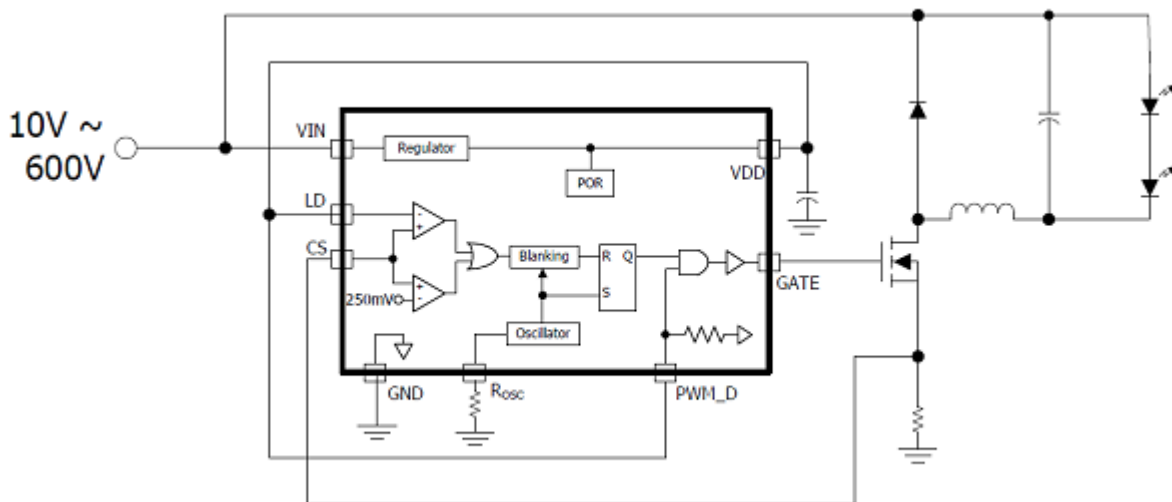 10V ~
600V
VIN
Regulator
POR
VDD
LD
CS
Blanking
R Q
S
250mV
Oscillator
GATE
GND
ROSC
PWM_D
- +
+ -